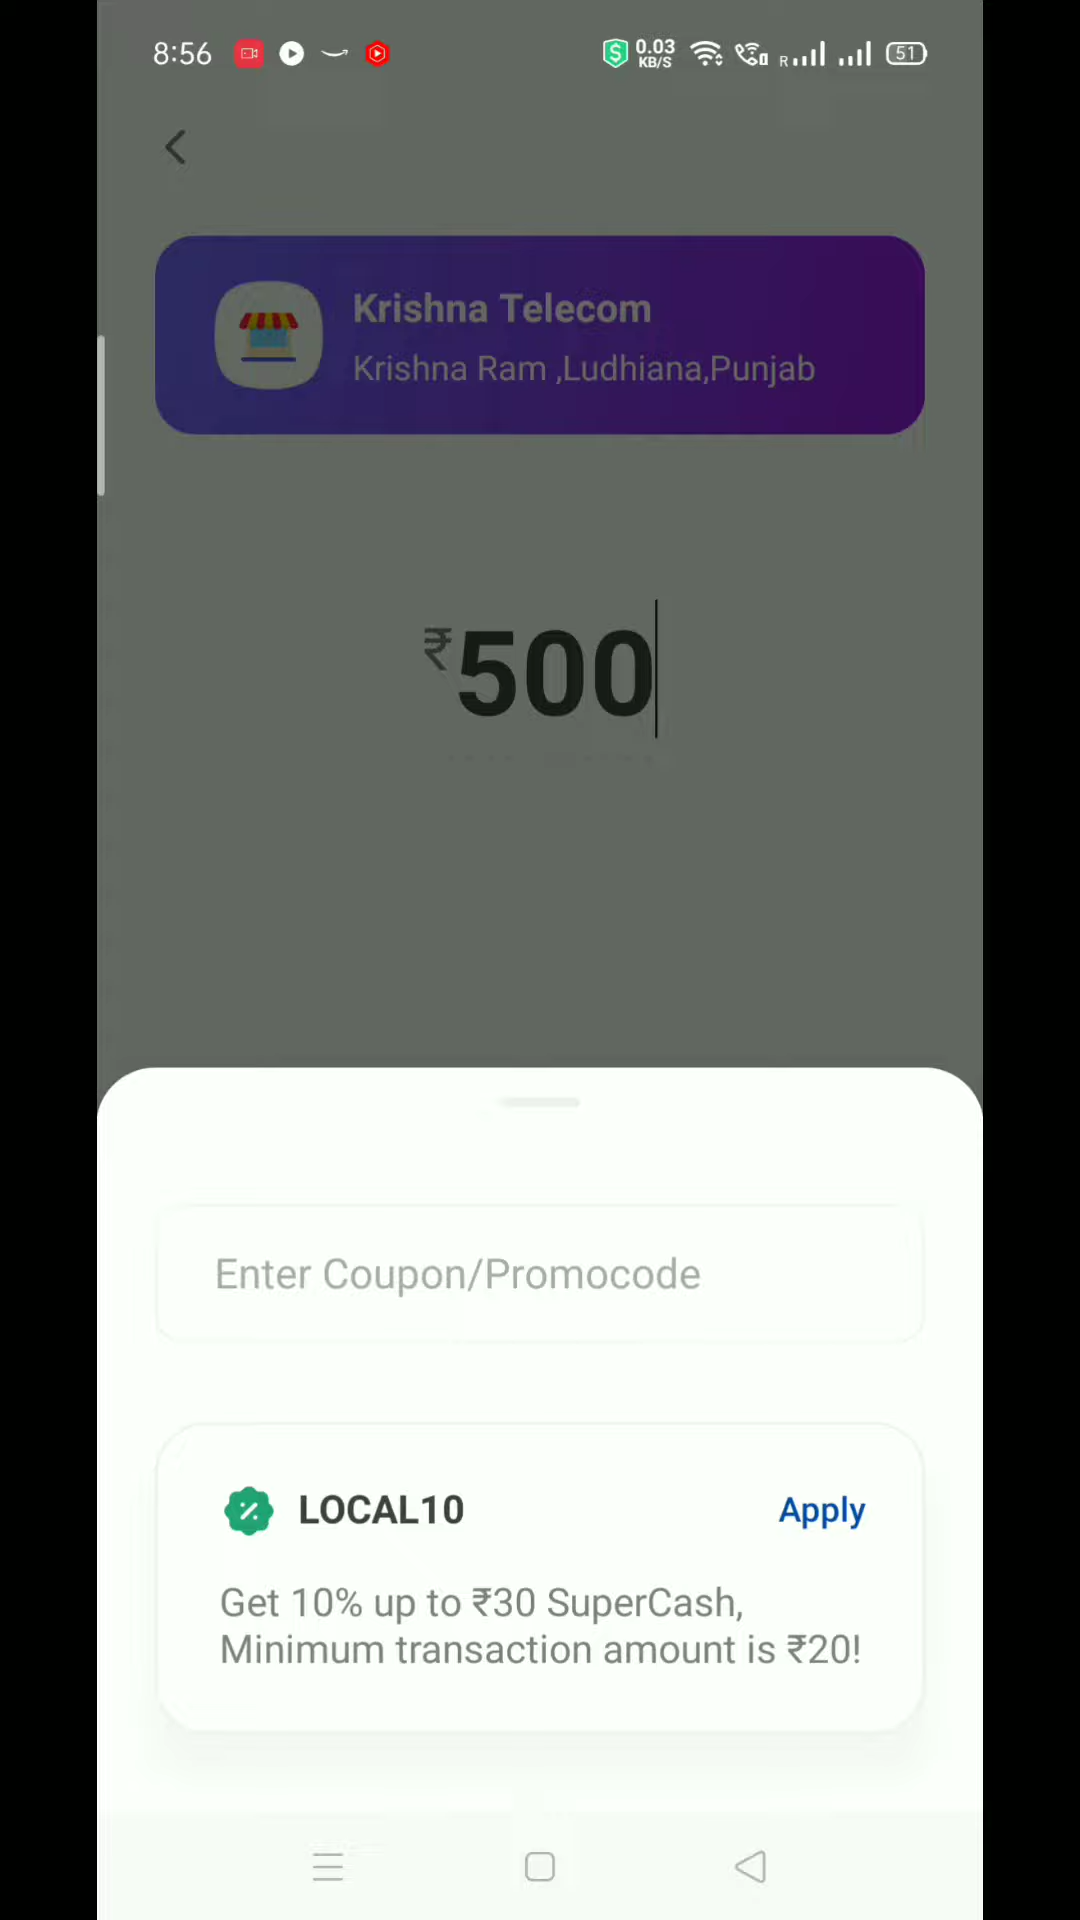 8:56
0.03
KB/S
R
51
Krishna Telecom
Krishna Ram ,Ludhiana,Punjab
₹500
Enter Coupon/Promocode
LOCAL10
Apply
Get 10% up to ₹30 SuperCash,
Minimum transaction amount is ₹20!